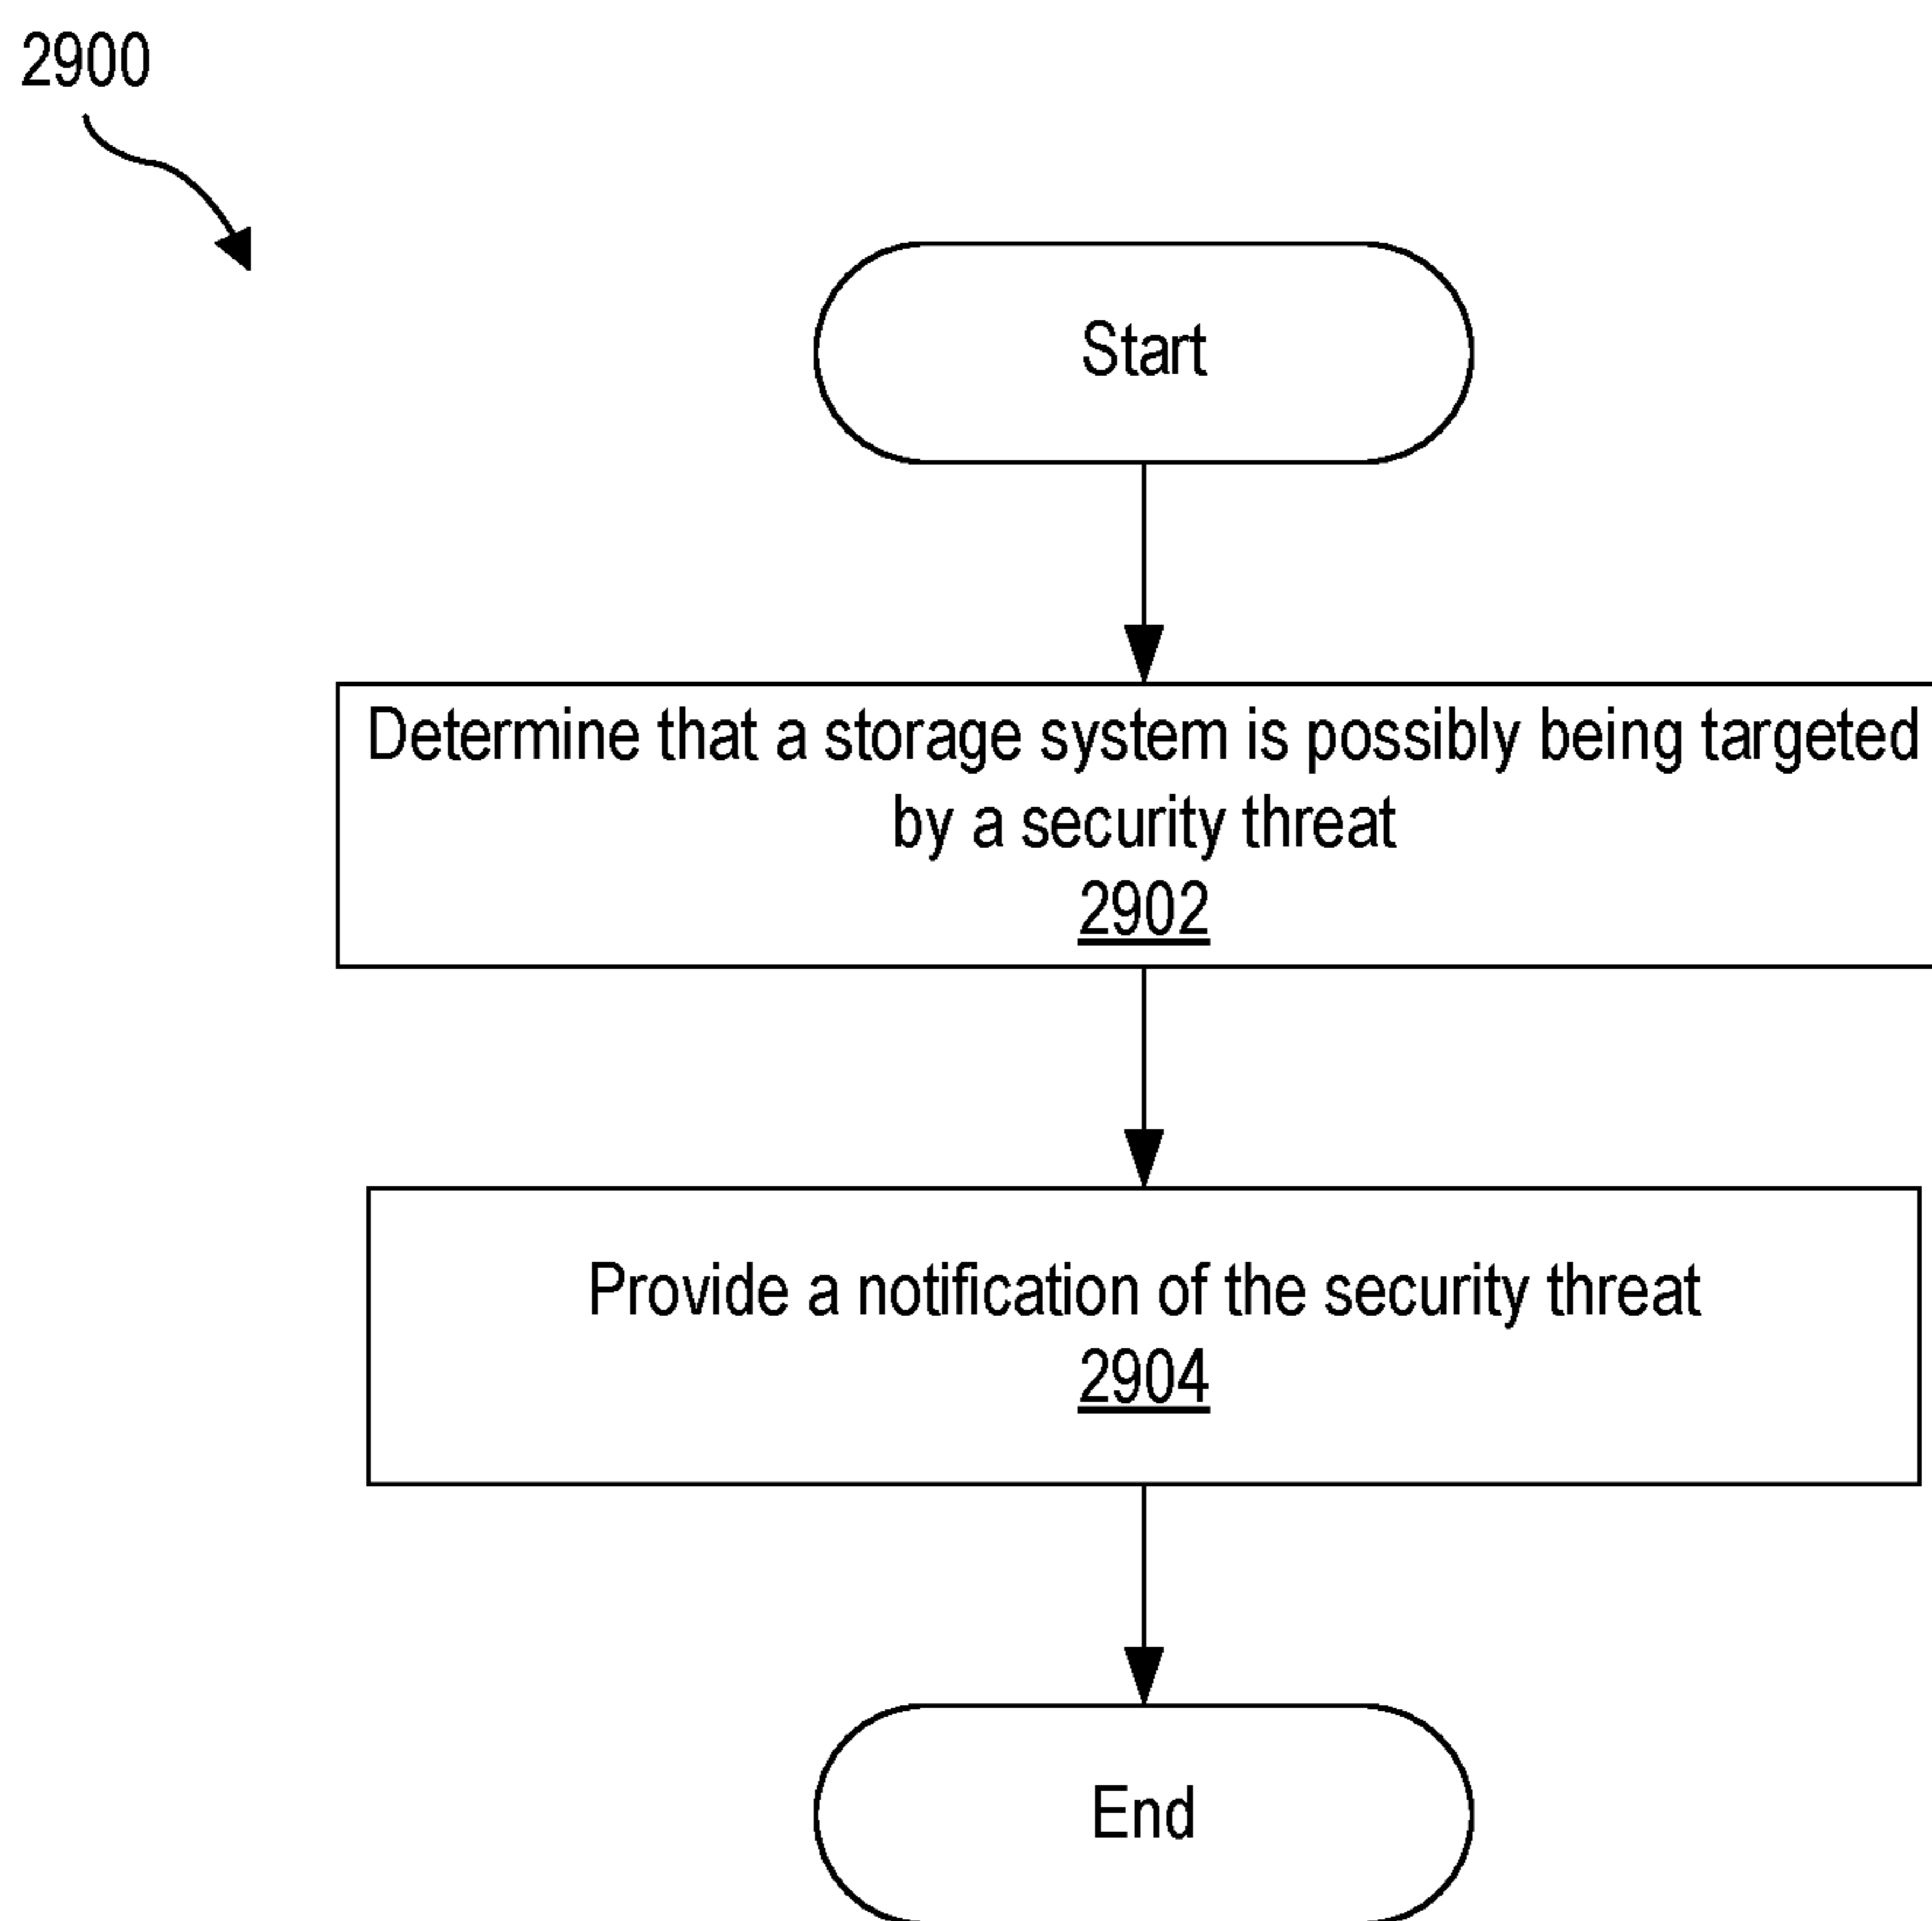 2900
Start
Determine that a storage system is possibly being targeted
by a security threat
2902
Provide a notification of the security threat
2904
End